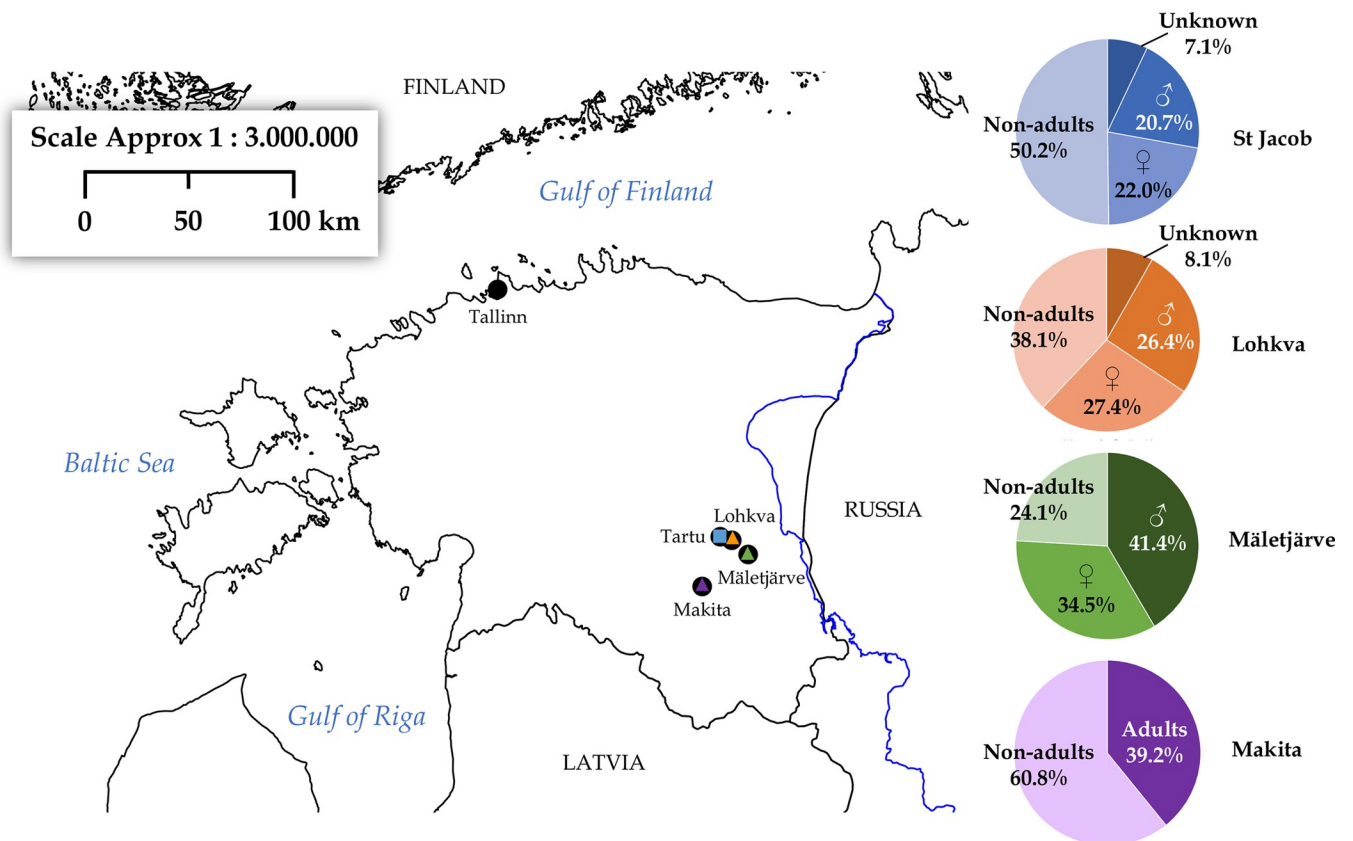 FINLAND
Scale Approx 1 : 3.000.000
0 50 100 km
Gulf of Finland
Tallinn
Baltic Sea
RUSSIA
Lohkva
Tartu
Mäletjärve
Makita
Gulf of Riga
LATVIA
Unknown
7.1%
♂
20.7%
Non-adults
50.2%
♀
22.0%
St Jacob
Unknown
8.1%
♂
26.4%
Non-adults
38.1%
♀
27.4%
Lohkva
Non-adults
24.1%
♂
41.4%
♀
34.5%
Mäletjärve
Adults
39.2%
Non-adults
60.8%
Makita